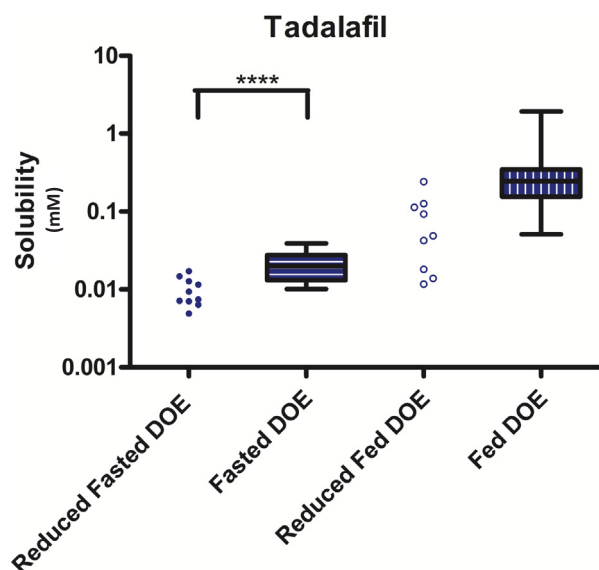 Tadalafil
Solubility
(mM)
10
1
0.1
0.01
0.001
****
Reduced Fasted DOE
Fasted DOE
Reduced Fed DOE
Fed DOE